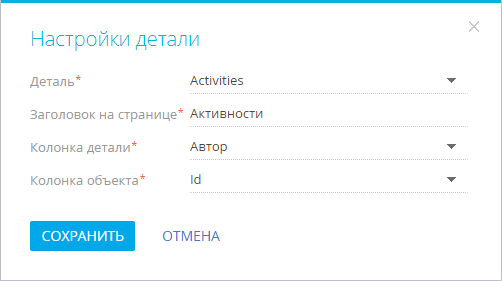 Настройки детали
Деталь* Activities
Заголовок на странице* Активности
Колонка детали* Автор
Колонка объекта* Id
СОХРАНИТЬ ОТМЕНА